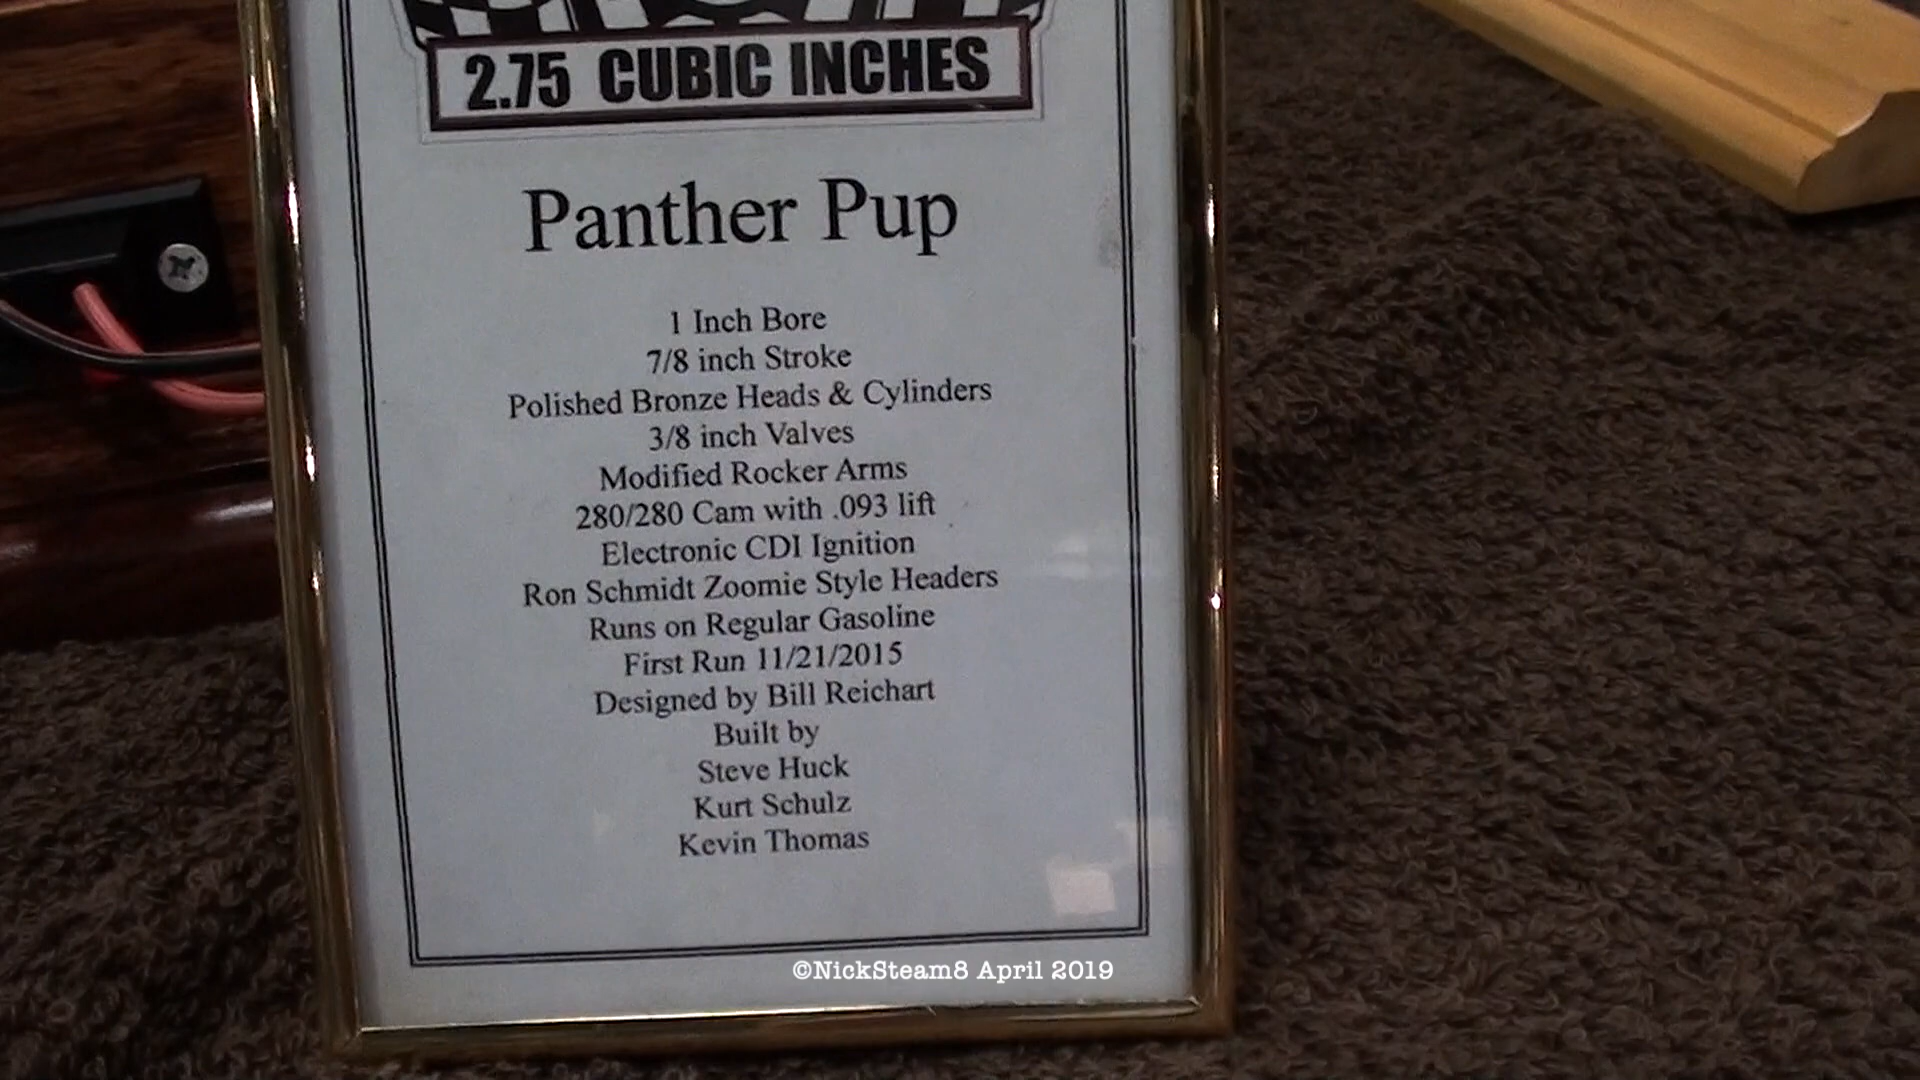 2.75 CUBIC INCHES
Panther Pup
1 Inch Bore
7/8 inch Stroke
Polished Bronze Heads & Cylinders
3/8 inch Valves
Modified Rocker Arms
280/280 Cam with .093 lift
Electronic CDI Ignition
Ron Schmidt Zoomie Style Headers
Runs on Regular Gasoline
First Run 11/21/2015
Designed by Bill Reichart
Built by
Steve Huck
Kurt Schulz
Kevin Thomas
©NickSteam8 April 2019